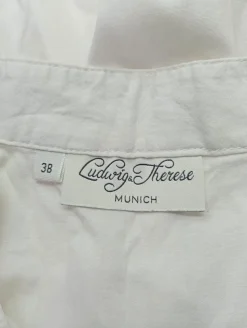 38
Ludwig & Therese
MUNICH